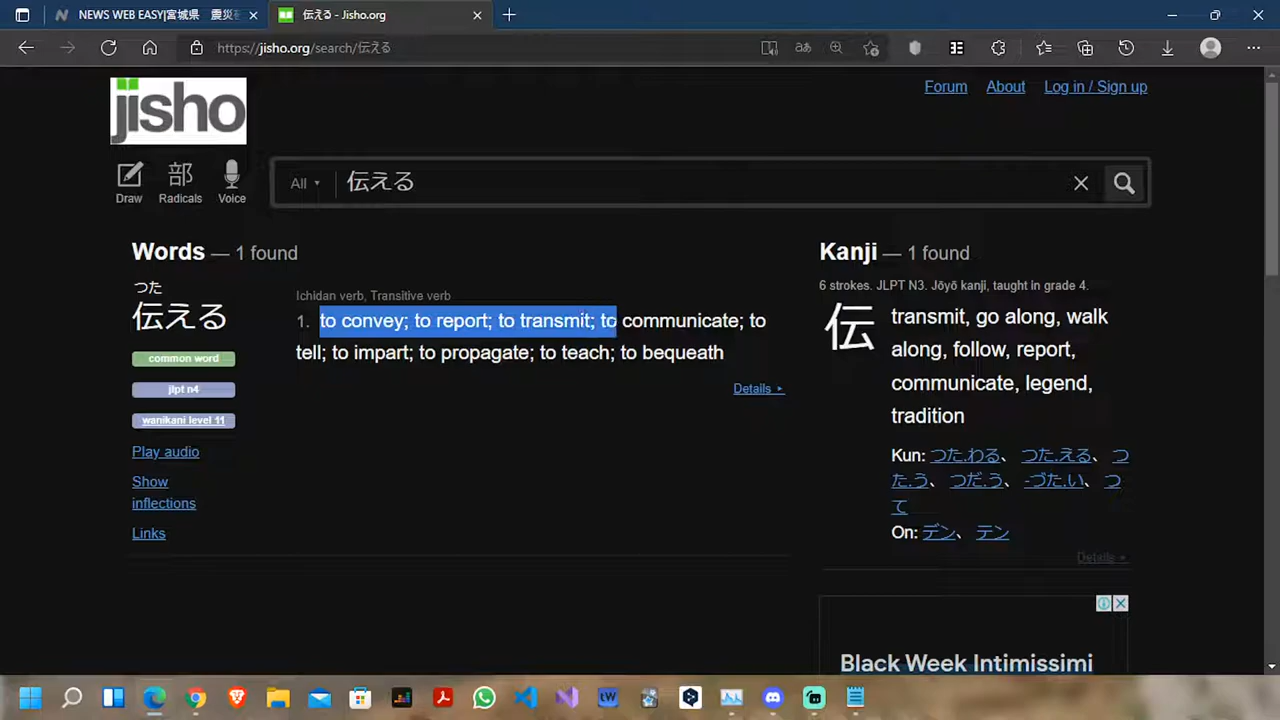 NEWS WEB EASY|宮城県　震災を
伝える - Jisho.org
https://jisho.org/search/伝える
jisho
Forum About Log in / Sign up
部
Draw Radicals Voice
All 伝える
Words — 1 found
つた
伝える
common word
jlpt n4
wanikani level 11
Play audio
Show
inflections
Links
Ichidan verb, Transitive verb
1. to convey; to report; to transmit; to communicate; to
tell; to impart; to propagate; to teach; to bequeath
Details
Kanji — 1 found
6 strokes. JLPT N3. Jōyō kanji, taught in grade 4.
伝
transmit, go along, walk
along, follow, report,
communicate, legend,
tradition
Kun: つた.わる、 つた.える、 つ
た.う、 つだ.う、 -づた.い、 つ
て
On: デン、 テン
Details
Black Week Intimissimi